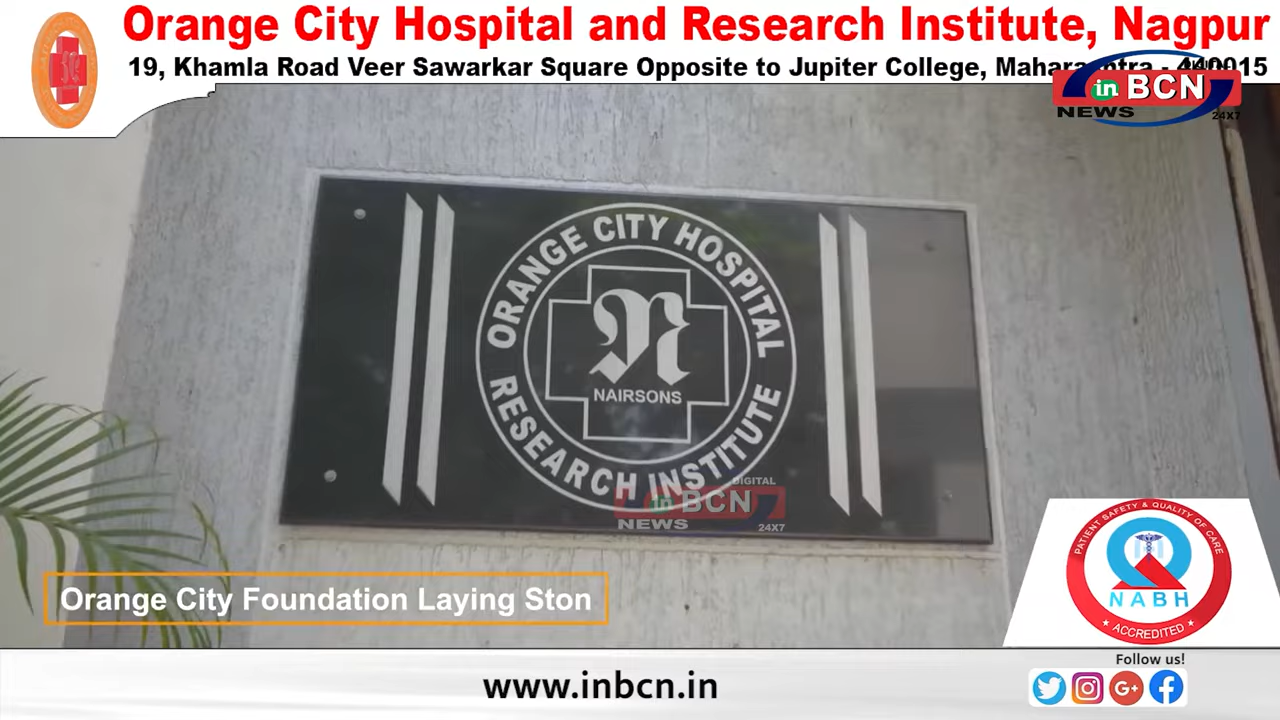 Orange City Hospital and Research Institute, Nagpur
19, Khamla Road Veer Sawarkar Square Opposite to Jupiter College, Maharashtra - 440015
in BCN
NEWS 24X7
ORANGE CITY HOSPITAL
N
NAIRSONS
RESEARCH INSTITUTE
DIGITAL
in BCN
NEWS 24X7
PATIENT SAFETY & QUALITY OF CARE
NABH
ACCREDITED
Orange City Foundation Laying Ston
Follow us!
www.inbcn.in